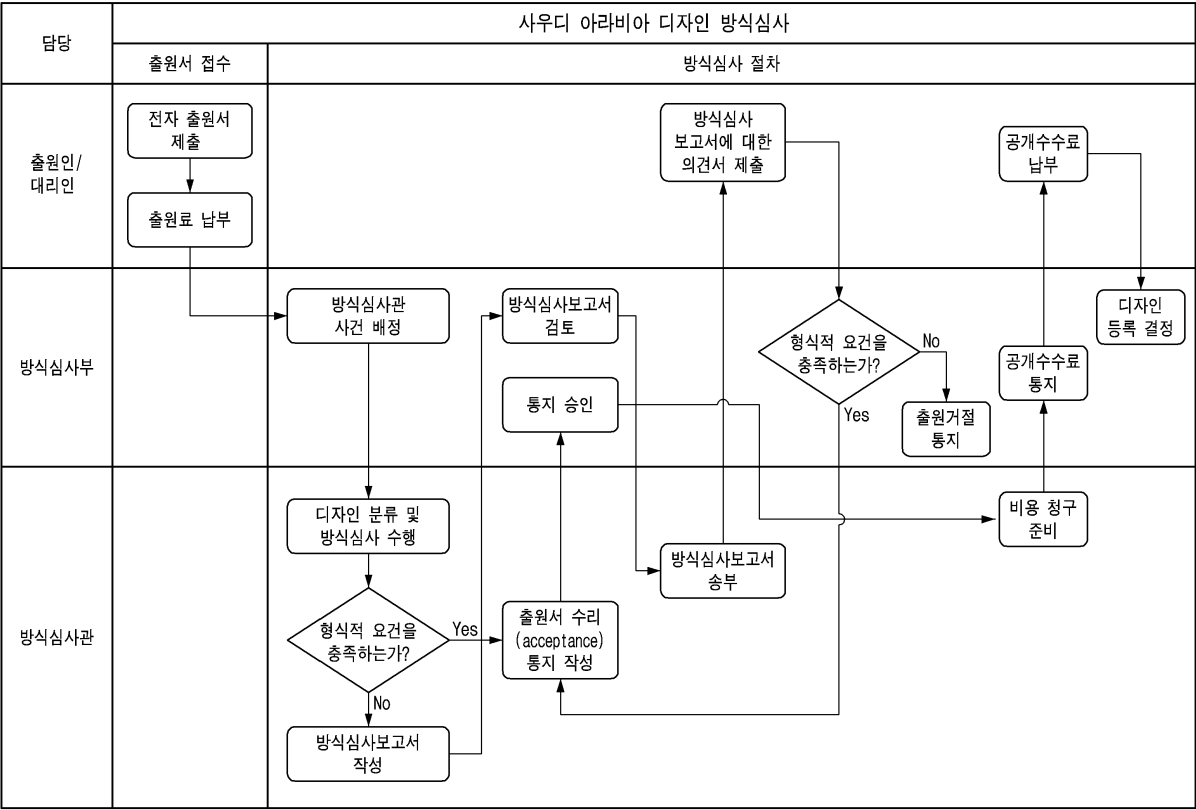 담당
사우디 아라비아 디자인 방식심사
출원서 접수
방식심사 절차
출원인/
대리인
전자 출원서
제출
출원료 납부
방식심사
보고서에 대한
의견서 제출
공개수수료
납부
방식심사부
방식심사관
사건 배정
방식심사보고서
검토
통지 승인
형식적 요건을
충족하는가?
No
Yes
출원거절
통지
공개수수료
통지
디자인
등록 결정
방식심사관
디자인 분류 및
방식심사 수행
형식적 요건을
충족하는가?
Yes
No
방식심사보고서
작성
출원서 수리
(acceptance)
통지 작성
방식심사보고서
송부
비용 청구
준비